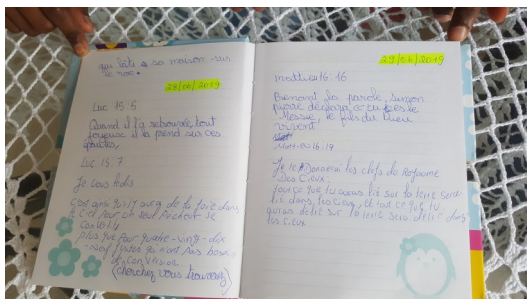 qui bâti sa maison sur
le roc.
28/06/2019
Luc 15:5
Quand il l'a retrouvée, tout
joyeuse il la prend sur ces
épaules,
Luc 15:7
Je vous le dis
c'est ainsi qu'il y aura de la joie dans
le Ciel pour un seul Pécheur se
Convertit
plus que pour quatre-vingt-dix
-neuf justes qui n'ont pas besoin
de Conversion
(Cherchez vous trouverez)
29/06/2019
matthieu 16:16
Prenant la parole, simon
pierre déclara « tu es le
Messie, le fils du Dieu
vivent
Matthieu 16:19
Je te Donnerai les clefs du Royaume
Des Cieux.
tout ce que tu auras lié sur la terre sera
lié dans les Cieux, et tout ce que tu
auras délié sur la terre sera délié dans
les Cieux